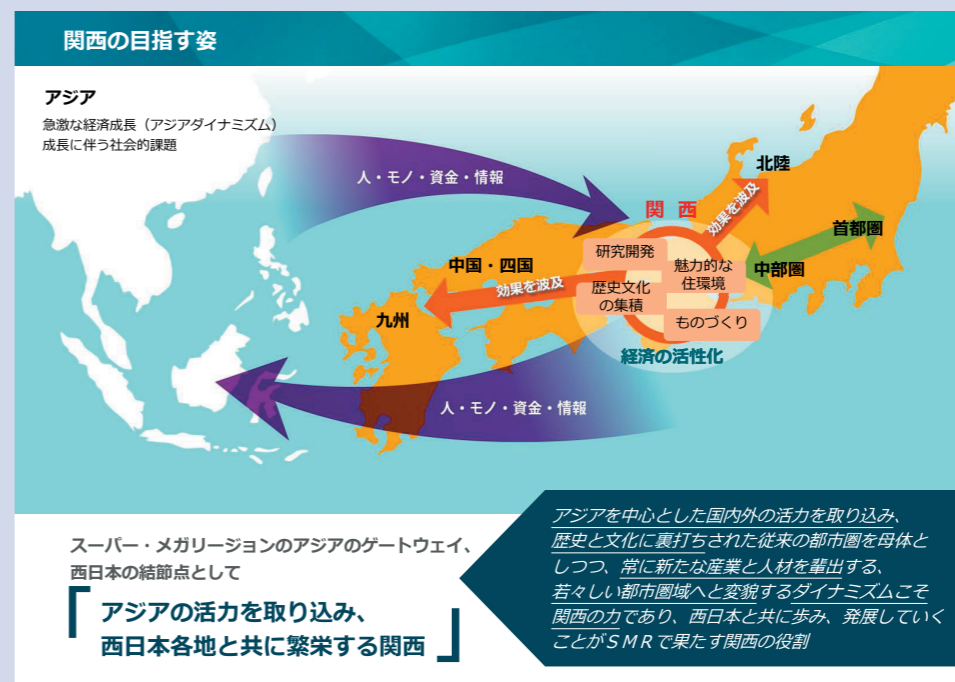 関西の目指す姿
アジア
急激な経済成長（アジアダイナミズム）
成長に伴う社会的課題
人・モノ・資金・情報
北陸
関 西
効果を波及
首都圏
研究開発
魅力的な
住環境
中部圏
中国・四国
効果を波及
歴史文化
の集積
九州
ものづくり
経済の活性化
人・モノ・資金・情報
スーパー・メガリージョンのアジアのゲートウェイ、
西日本の結節点として
「アジアの活力を取り込み、
西日本各地と共に繁栄する関西」
アジアを中心とした国内外の活力を取り込み、
歴史と文化に裏打ちされた従来の都市圏を母体と
しつつ、常に新たな産業と人材を輩出する、
若々しい都市圏域へと変貌するダイナミズムこそ
関西の力であり、西日本と共に歩み、発展していく
ことがＳＭＲで果たす関西の役割